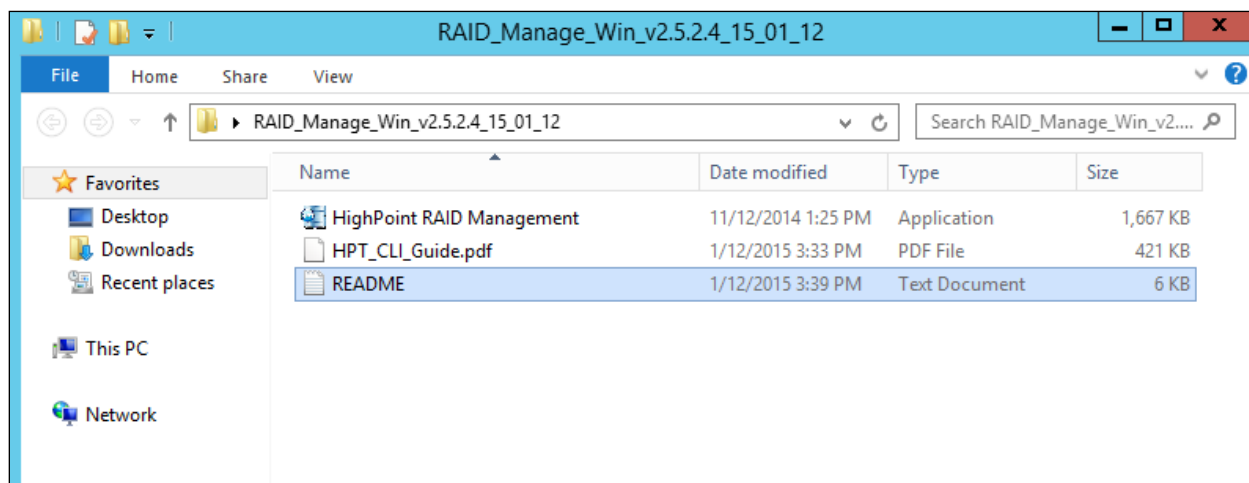 RAID_Manage_Win_v2.5.2.4_15_01_12
File Home Share View
RAID_Manage_Win_v2.5.2.4_15_01_12 Search RAID_Manage_Win_v2....
Favorites
Desktop
Downloads
Recent places
This PC
Network
Name Date modified Type Size
HighPoint RAID Management 11/12/2014 1:25 PM Application 1,667 KB
HPT_CLI_Guide.pdf 1/12/2015 3:33 PM PDF File 421 KB
README 1/12/2015 3:39 PM Text Document 6 KB